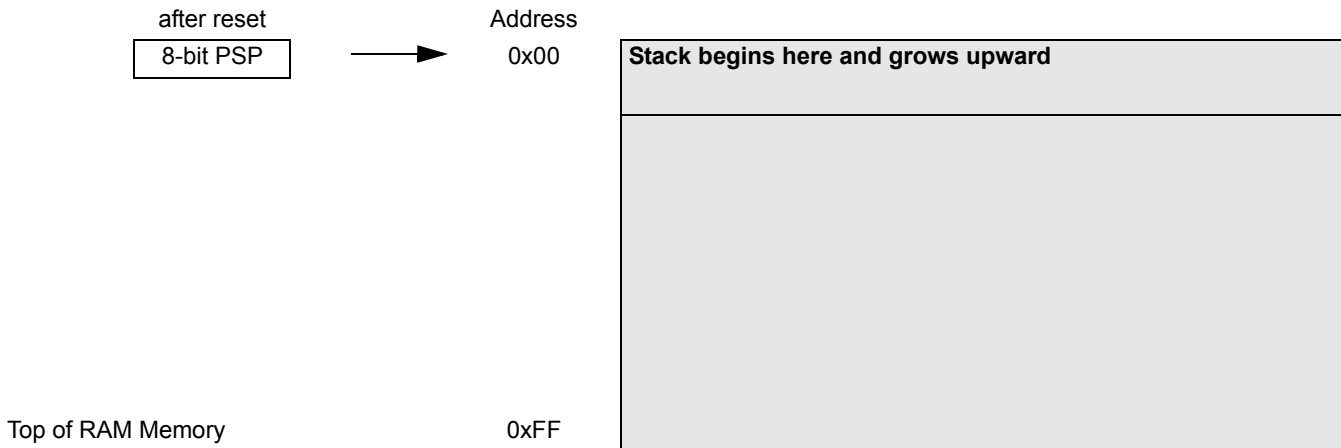 after reset
Address
8-bit PSP
0x00
Stack begins here and grows upward
Top of RAM Memory
0xFF